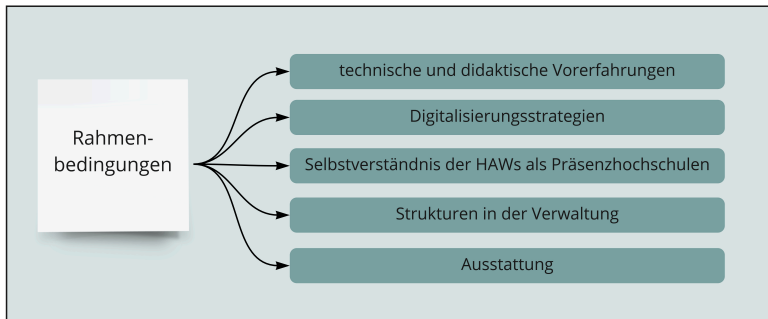 Rahmen-
bedingungen
technische und didaktische Vorerfahrungen
Digitalisierungsstrategien
Selbstverständnis der HAWs als Präsenzhochschulen
Strukturen in der Verwaltung
Ausstattung